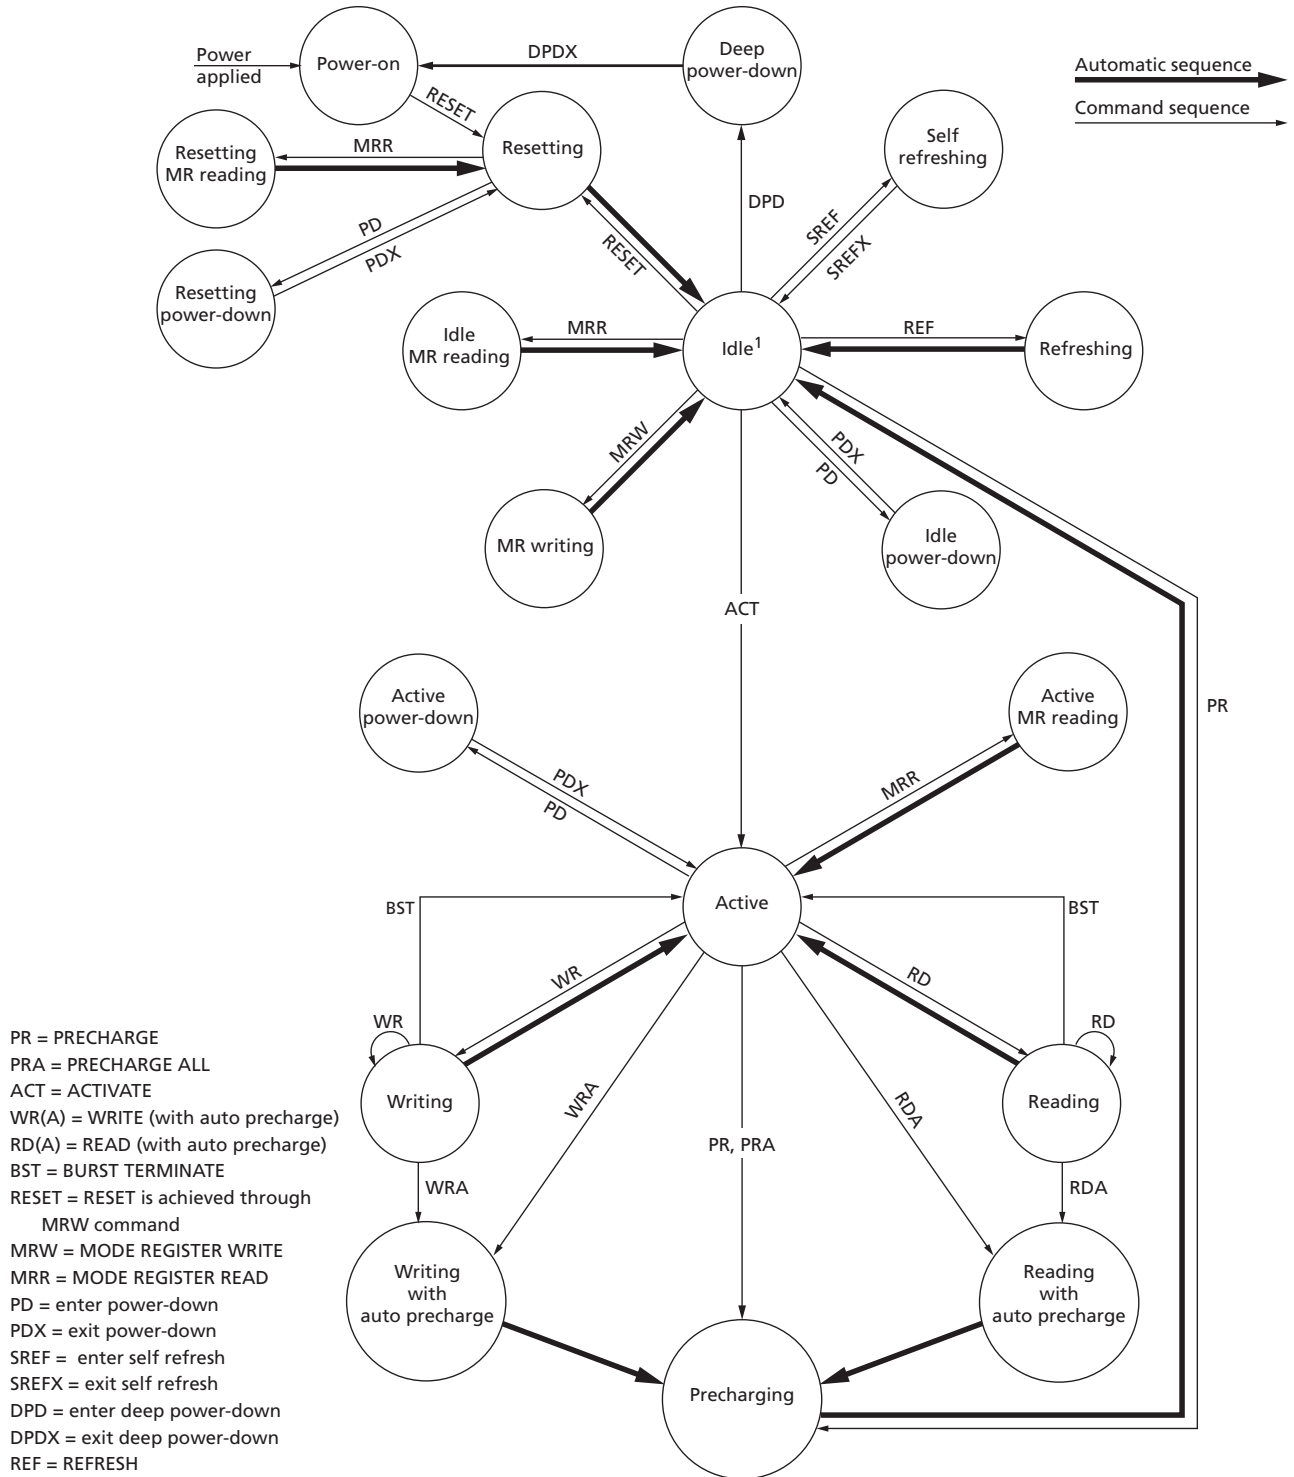 Power
applied
Power-on
DPDX
Deep
power-down
Automatic sequence
Command sequence
RESET
Resetting
MR reading
MRR
Resetting
Self
refreshing
PD
PDX
RESET
DPD
SREF
SREFX
Resetting
power-down
Idle
MR reading
MRR
Idle1
REF
Refreshing
MRW
PDX
PD
MR writing
Idle
power-down
ACT
Active
power-down
Active
MR reading
PR
PDX
PD
MRR
BST
Active
BST
WR
RD
WR
RD
Writing
WRA
RDA
Reading
PR, PRA
WRA
RDA
Writing
with
auto precharge
Reading
with
auto precharge
Precharging
PR = PRECHARGE
PRA = PRECHARGE ALL
ACT = ACTIVATE
WR(A) = WRITE (with auto precharge)
RD(A) = READ (with auto precharge)
BST = BURST TERMINATE
RESET = RESET is achieved through
MRW command
MRW = MODE REGISTER WRITE
MRR = MODE REGISTER READ
PD = enter power-down
PDX = exit power-down
SREF =  enter self refresh
SREFX = exit self refresh
DPD = enter deep power-down
DPDX = exit deep power-down
REF = REFRESH